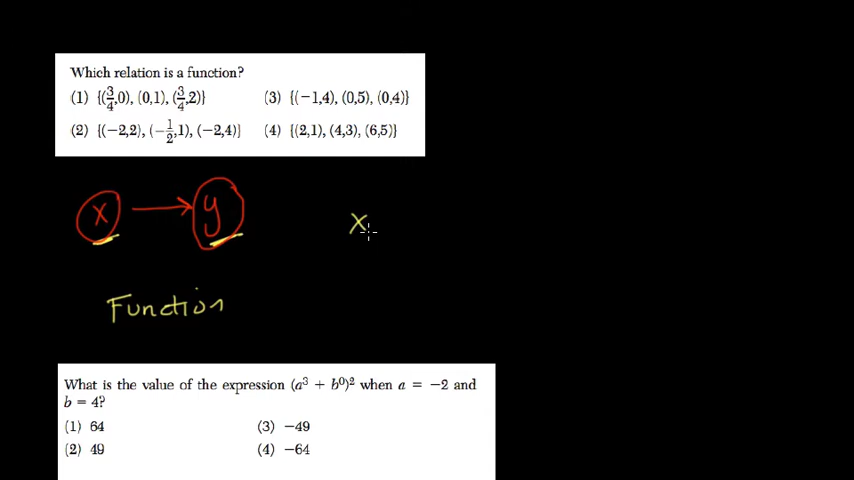 Which relation is a function?
(1) {(3/4,0), (0,1), (3/4,2)} (3) {(−1,4), (0,5), (0,4)}
(2) {(−2,2), (−1/2,1), (−2,4)} (4) {(2,1), (4,3), (6,5)}
x → y x
Function
What is the value of the expression (a³ + b⁰)² when a = −2 and
b = 4?
(1) 64 (3) −49
(2) 49 (4) −64